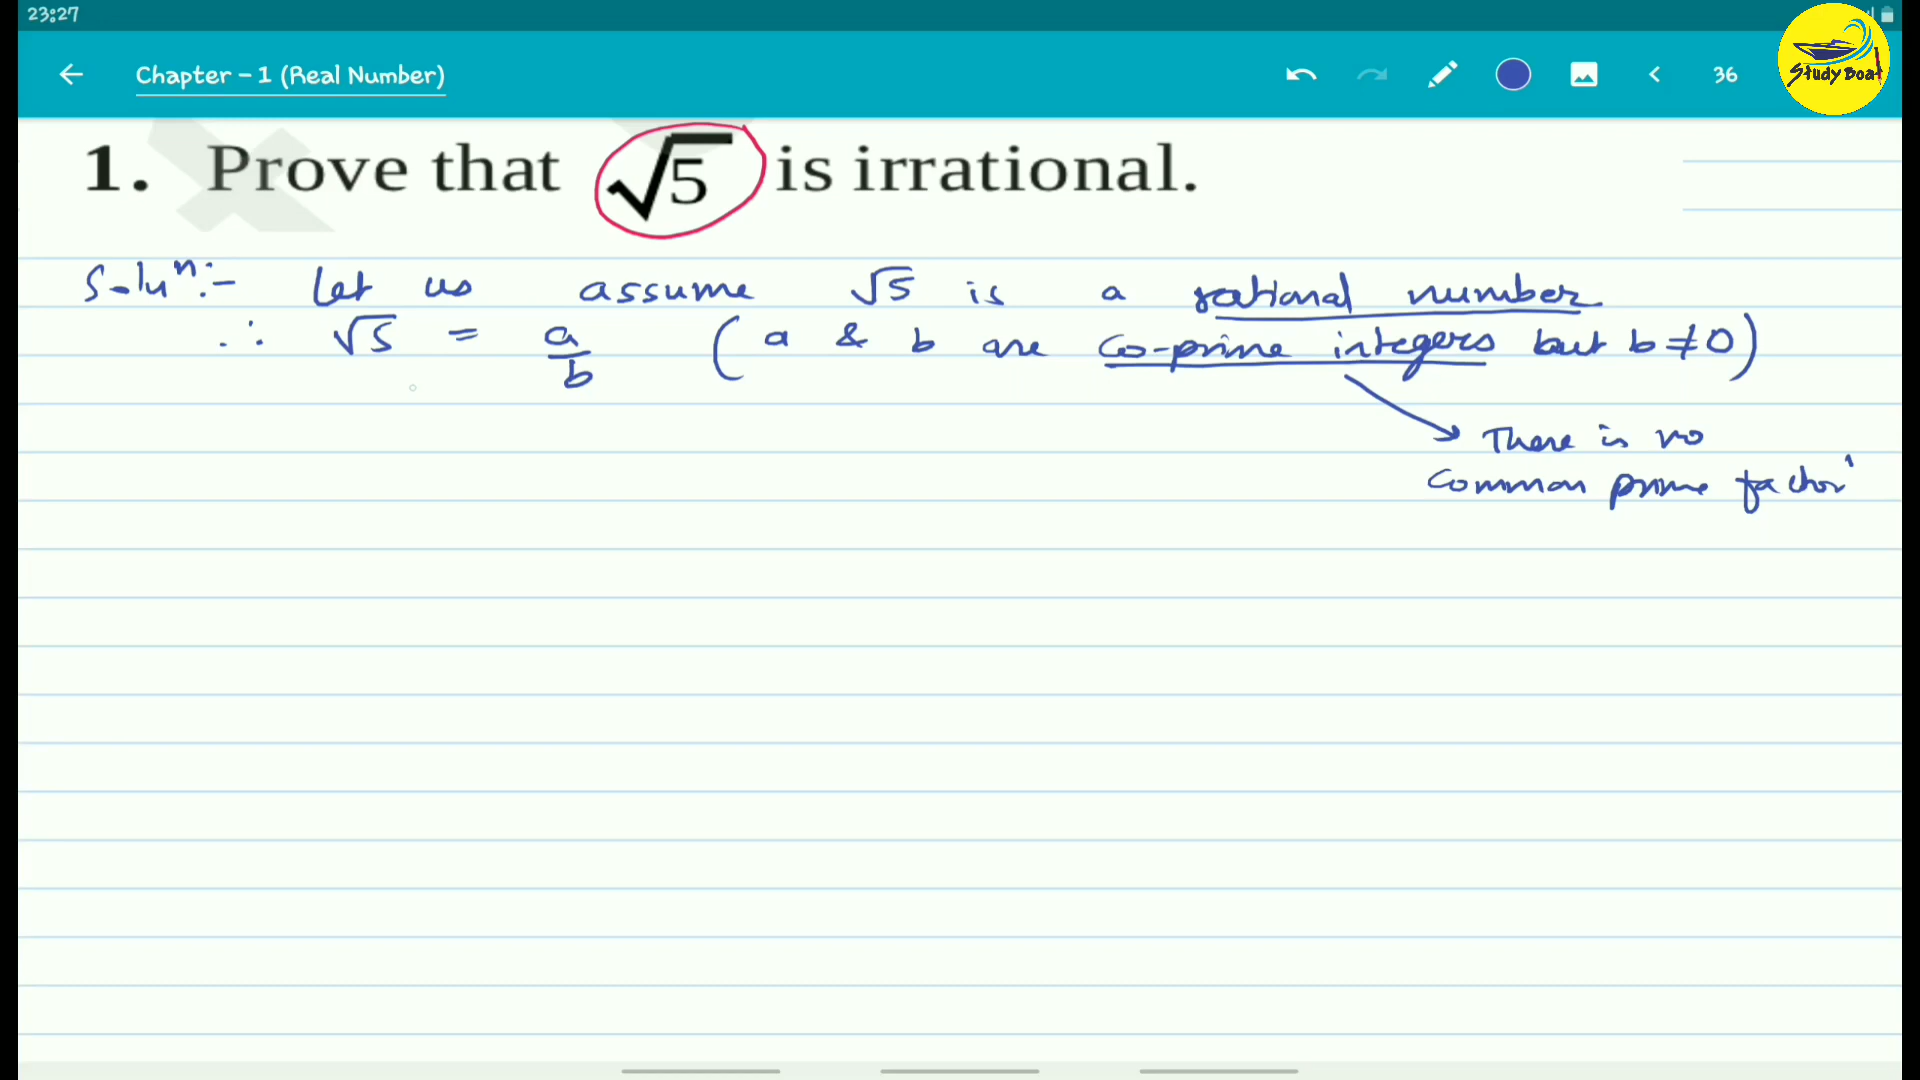 23:27
Chapter – 1 (Real Number)
36
Study Boat
1. Prove that √5 is irrational.
Soluⁿ:- Let us assume √5 is a rational number
∴ √5 = a/b (a & b are co-prime integers but b≠0)
There is no
common prime factor